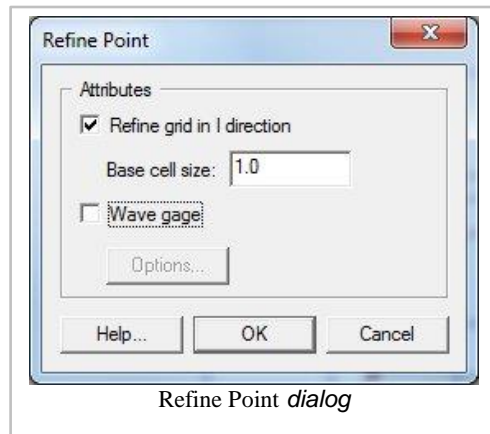 Refine Point
Attributes
Refine grid in I direction
Base cell size: 1.0
Wave gage
Options...
Help... OK Cancel
Refine Point dialog